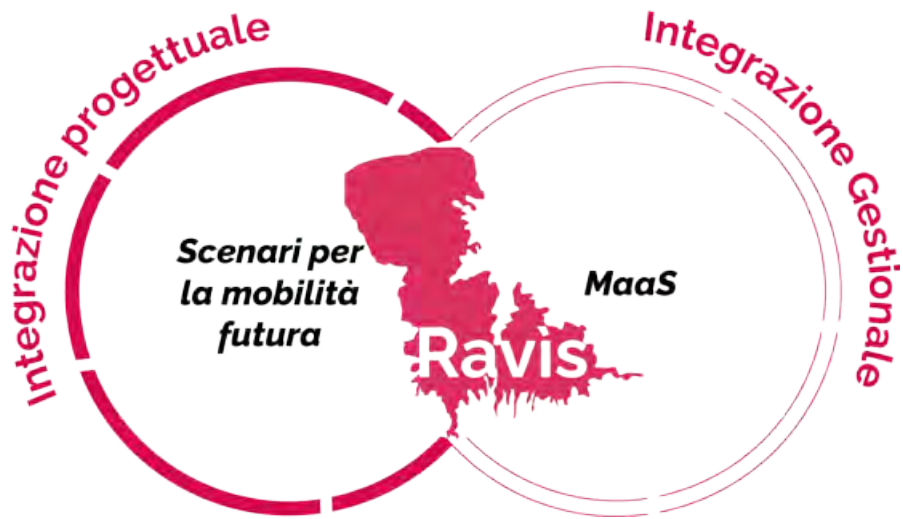 Integrazione progettuale
Integrazione Gestionale
Scenari per
la mobilità
futura
MaaS
Ravis